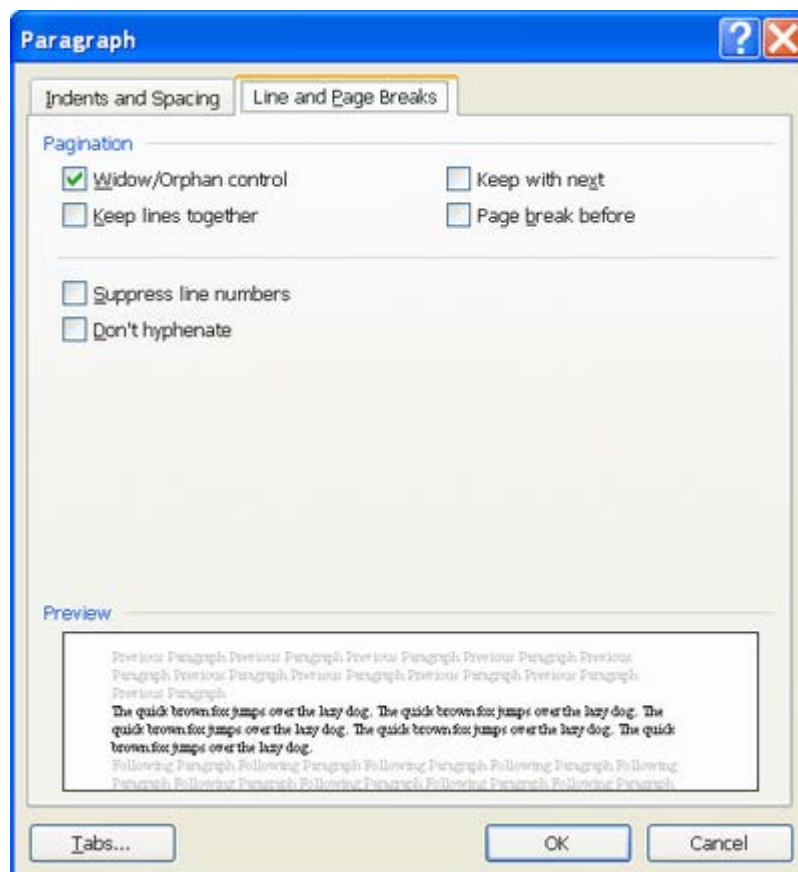 Paragraph
Indents and Spacing
Line and Page Breaks
Pagination
Widow/Orphan control
Keep with next
Keep lines together
Page break before
Suppress line numbers
Don't hyphenate
Preview
Previous Paragraph Previous Paragraph Previous Paragraph Previous Paragraph Previous
Paragraph Previous Paragraph Previous Paragraph Previous Paragraph Previous Paragraph
Previous Paragraph
The quick brown fox jumps over the lazy dog. The quick brown fox jumps over the lazy dog. The
quick brown fox jumps over the lazy dog. The quick brown fox jumps over the lazy dog. The quick
brown fox jumps over the lazy dog.
Following Paragraph Following Paragraph Following Paragraph Following Paragraph Following
Paragraph Following Paragraph Following Paragraph Following Paragraph Following Paragraph
Tabs...
OK
Cancel